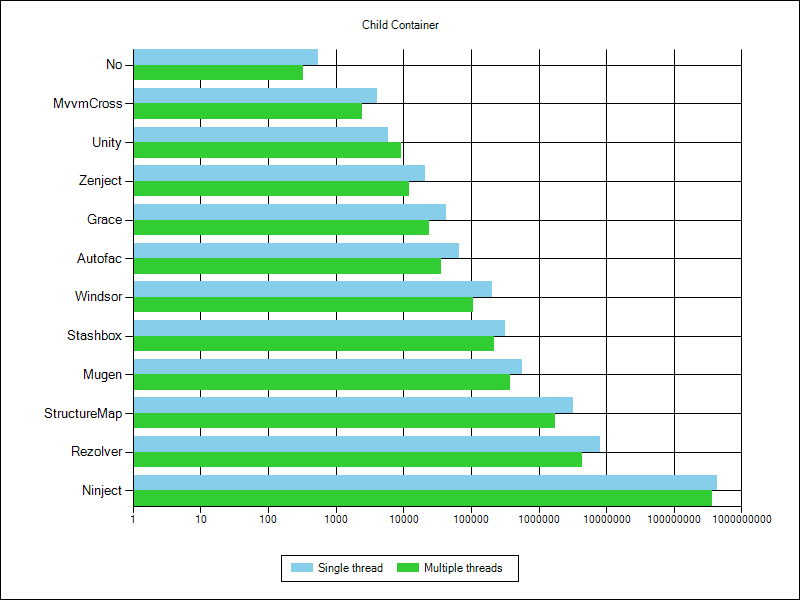 Child Container
No
MvvmCross
Unity
Zenject
Grace
Autofac
Windsor
Stashbox
Mugen
StructureMap
Rezolver
Ninject
1 10 100 1000 10000 100000 1000000 10000000 100000000 1000000000
Single thread Multiple threads